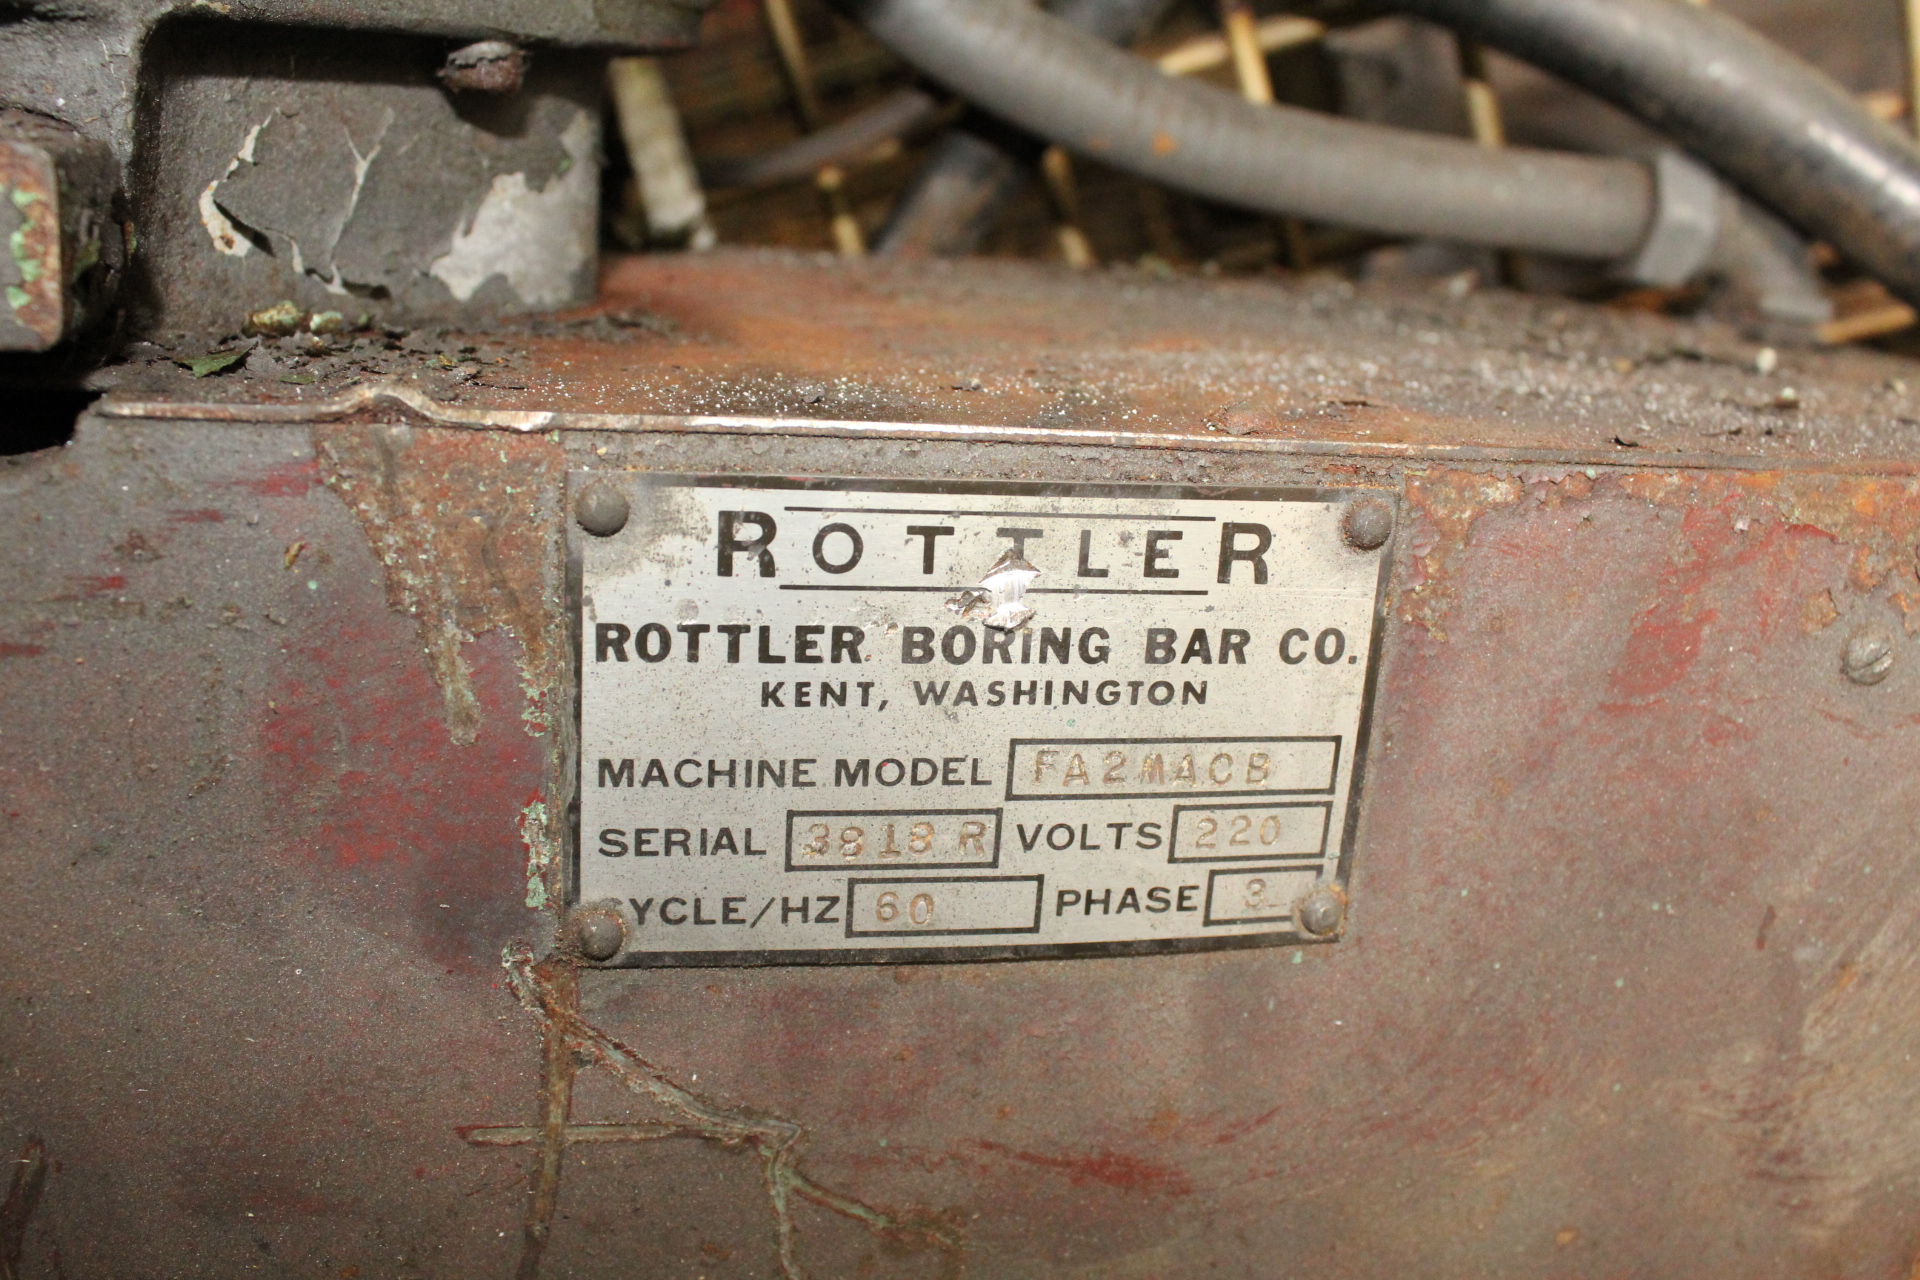 ROTTLER
ROTTLER BORING BAR CO.
KENT, WASHINGTON
MACHINE MODEL FA2MACB
SERIAL 3818 R VOLTS 220
CYCLE/HZ 60 PHASE 3